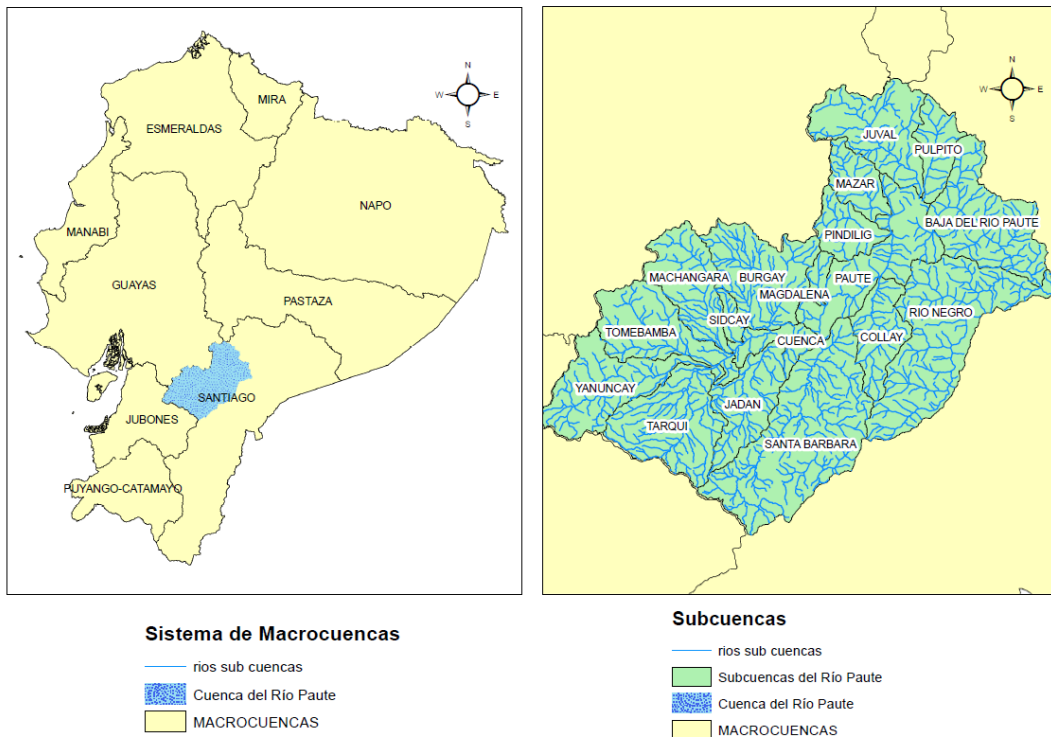 N
W
E
S
MIRA
ESMERALDAS
NAPO
MANABI
GUAYAS
PASTAZA
SANTIAGO
JUBONES
PUYANGO-CATAMAYO
Sistema de Macrocuencas
rios sub cuencas
Cuenca del Río Paute
MACROCUENCAS
N
W
E
S
JUVAL
PULPITO
MAZAR
BAJA DEL RIO PAUTE
PINDILIG
MACHANGARA
BURGAY
PAUTE
MAGDALENA
RIO NEGRO
SIDCAY
TOMEBAMBA
CUENCA
COLLAY
YANUNCAY
JADAN
TARQUI
SANTA BARBARA
Subcuencas
rios sub cuencas
Subcuencas del Río Paute
Cuenca del Río Paute
MACROCUENCAS